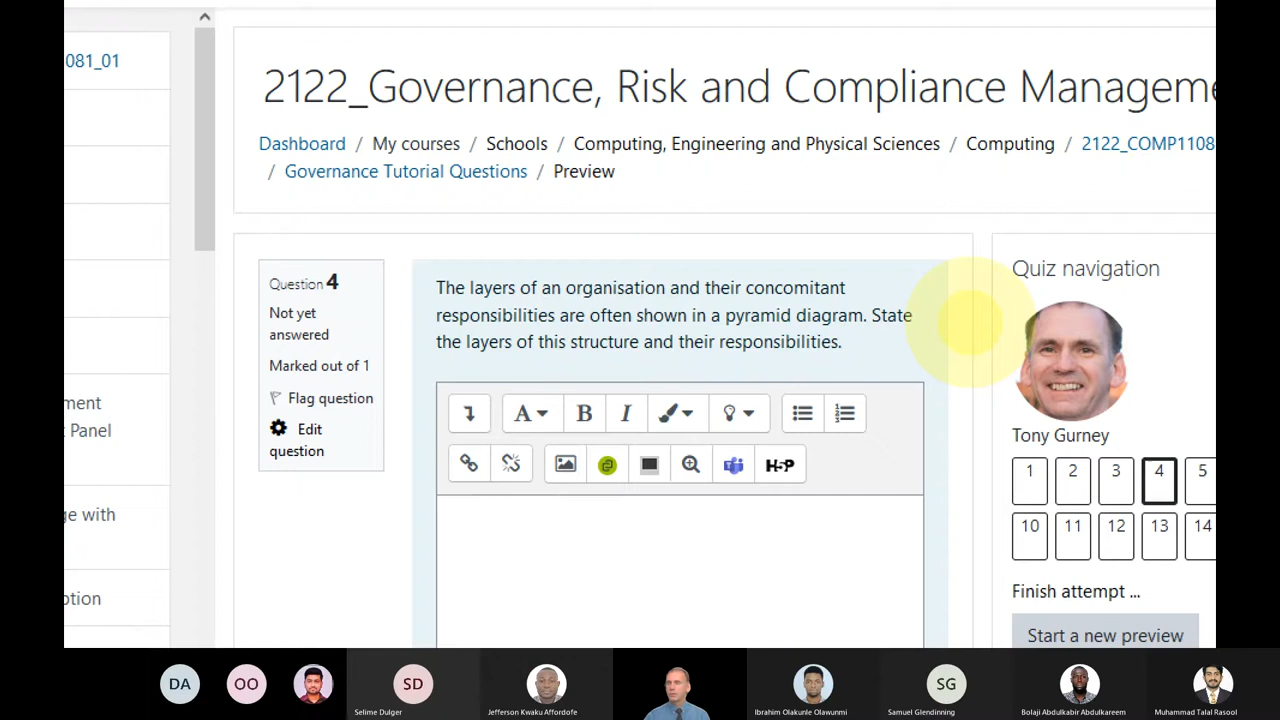 081_01
2122_Governance, Risk and Compliance Manageme
Dashboard / My courses / Schools / Computing, Engineering and Physical Sciences / Computing / 2122_COMP1108
/ Governance Tutorial Questions / Preview
Question 4
Not yet
answered
Marked out of 1
Flag question
Edit
question
The layers of an organisation and their concomitant
responsibilities are often shown in a pyramid diagram. State
the layers of this structure and their responsibilities.
A B I
H5P
Quiz navigation
Tony Gurney
1 2 3 4 5
10 11 12 13 14
Finish attempt ...
Start a new preview
ment
t Panel
ge with
ption
DA
OO
SD
Selime Dulger
Jefferson Kwaku Affordofe
Ibrahim Olakunle Olawunmi
SG
Samuel Glendinning
Bolaji Abdulkabir Abdulkareem
Muhammad Talal Rasool